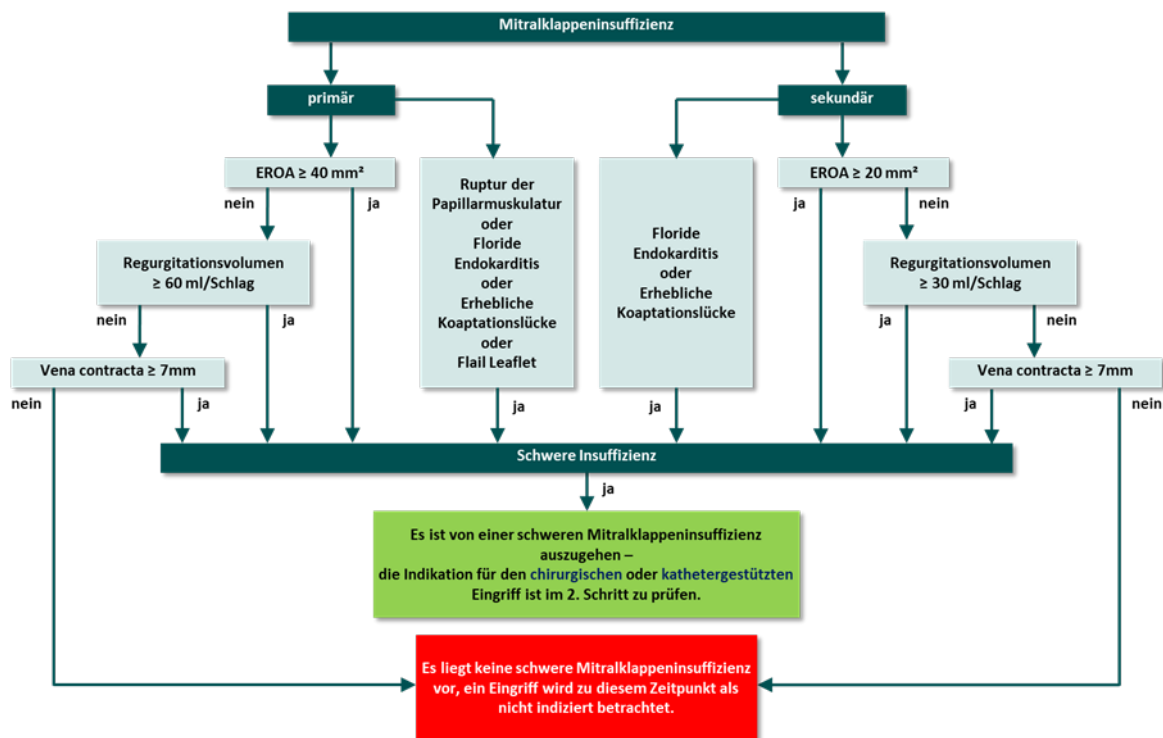 Mitralklappeninsuffizienz
primär
sekundär
EROA ≥ 40 mm²
EROA ≥ 20 mm²
nein
ja
ja
nein
Ruptur der
Papillarmuskulatur
oder
Floride
Endokarditis
oder
Erhebliche
Koaptationslücke
oder
Flail Leaflet
Floride
Endokarditis
oder
Erhebliche
Koaptationslücke
Regurgitationsvolumen
≥ 60 ml/Schlag
Regurgitationsvolumen
≥ 30 ml/Schlag
nein
ja
ja
nein
Vena contracta ≥ 7mm
Vena contracta ≥ 7mm
nein
ja
ja
ja
ja
nein
Schwere Insuffizienz
ja
Es ist von einer schweren Mitralklappeninsuffizienz
auszugehen –
die Indikation für den chirurgischen oder kathetergestützten
Eingriff ist im 2. Schritt zu prüfen.
Es liegt keine schwere Mitralklappeninsuffizienz
vor, ein Eingriff wird zu diesem Zeitpunkt als
nicht indiziert betrachtet.